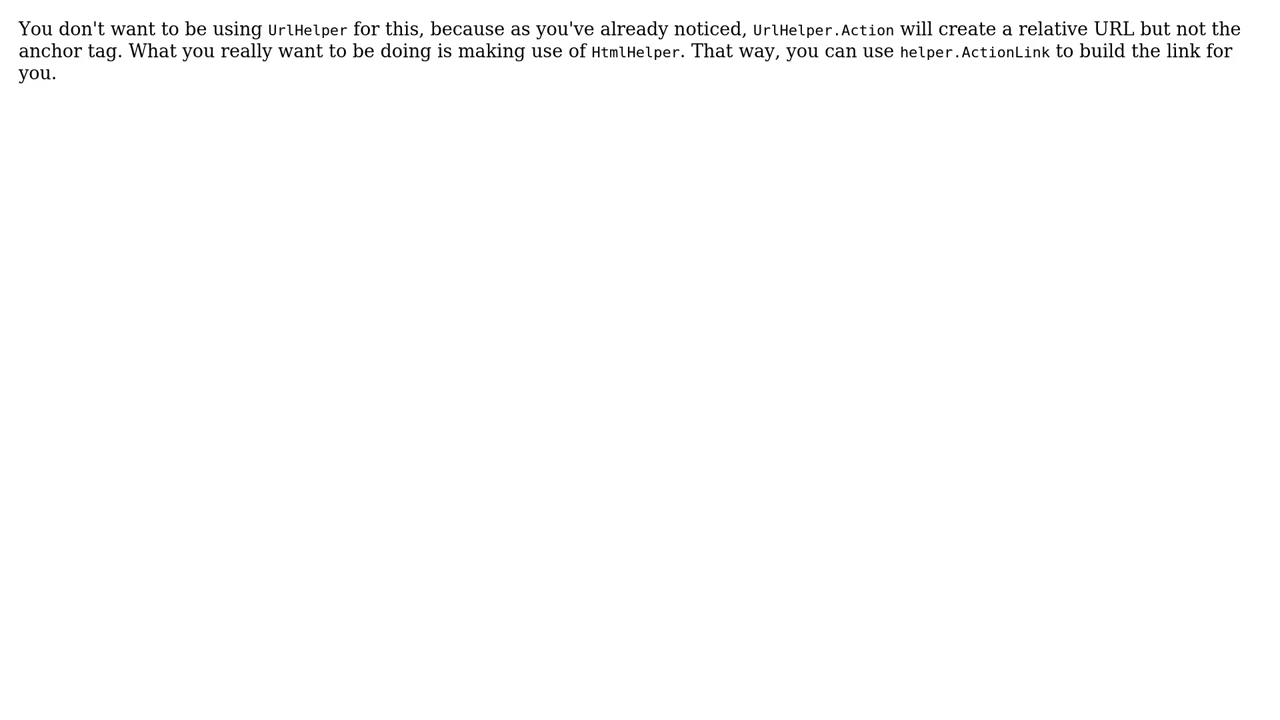 You don't want to be using UrlHelper for this, because as you've already noticed, UrlHelper.Action will create a relative URL but not the
anchor tag. What you really want to be doing is making use of HtmlHelper. That way, you can use helper.ActionLink to build the link for
you.